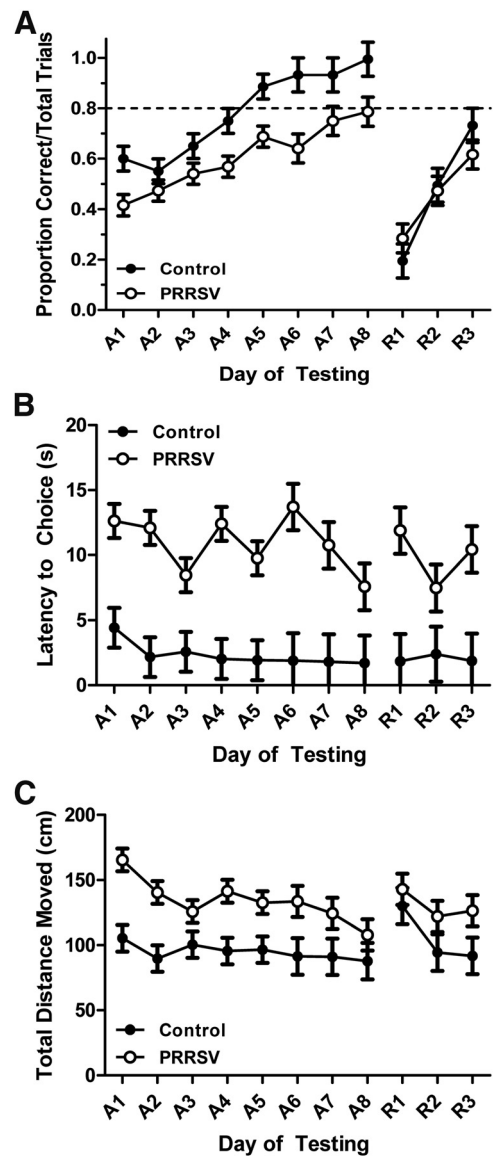 A
Proportion Correct/Total Trials
1.0
0.8
0.6
0.4
0.2
0.0
Control
PRRSV
A1 A2 A3 A4 A5 A6 A7 A8 R1 R2 R3
Day of Testing
B
Latency to Choice (s)
20
15
10
5
0
Control
PRRSV
A1 A2 A3 A4 A5 A6 A7 A8 R1 R2 R3
Day of Testing
C
Total Distance Moved (cm)
200
150
100
50
0
Control
PRRSV
A1 A2 A3 A4 A5 A6 A7 A8 R1 R2 R3
Day of Testing